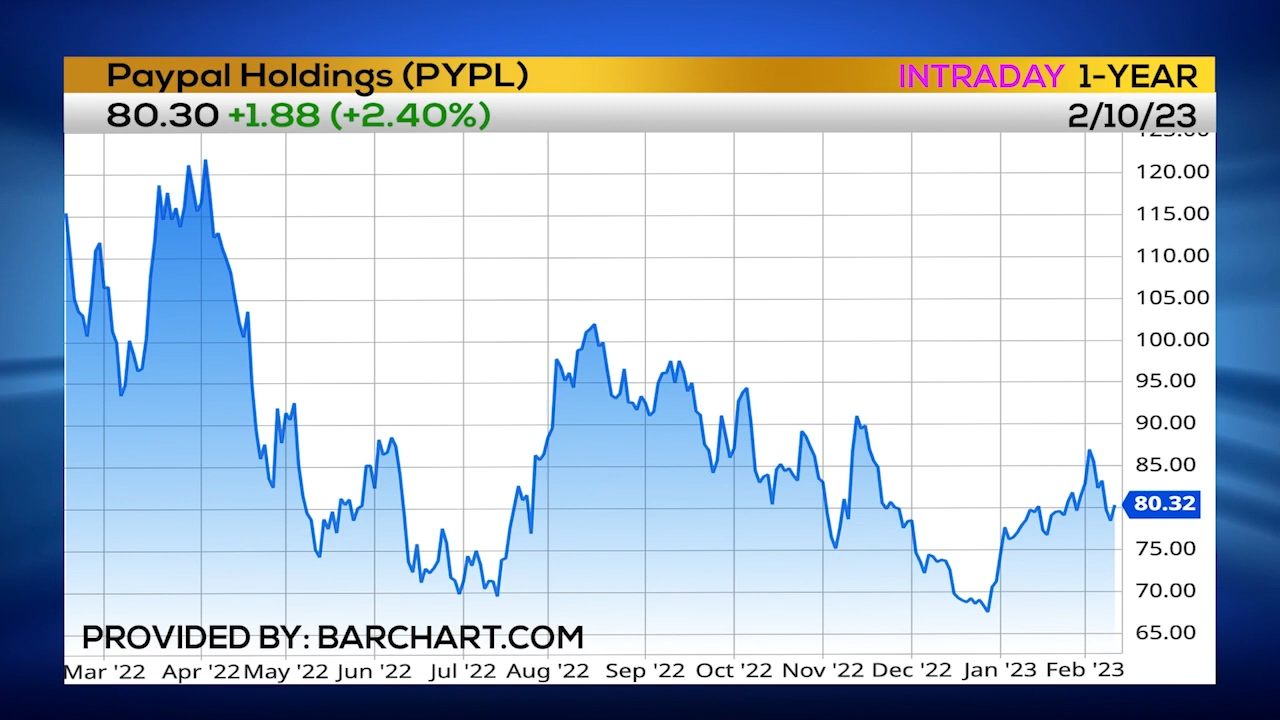 Paypal Holdings (PYPL)
INTRADAY 1-YEAR
80.30 +1.88 (+2.40%)
2/10/23
125.00
120.00
115.00
110.00
105.00
100.00
95.00
90.00
85.00
80.32
75.00
70.00
65.00
PROVIDED BY: BARCHART.COM
Mar '22 Apr '22 May '22 Jun '22 Jul '22 Aug '22 Sep '22 Oct '22 Nov '22 Dec '22 Jan '23 Feb '23